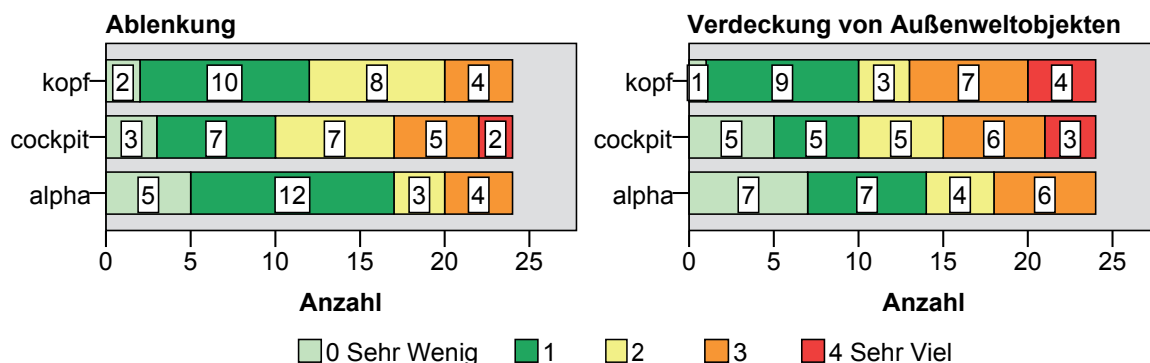 Ablenkung
kopf 2 10 8 4
cockpit 3 7 7 5 2
alpha 5 12 3 4
0 5 10 15 20 25
Anzahl
Verdeckung von Außenweltobjekten
kopf 1 9 3 7 4
cockpit 5 5 5 6 3
alpha 7 7 4 6
0 5 10 15 20 25
Anzahl
0 Sehr Wenig 1 2 3 4 Sehr Viel